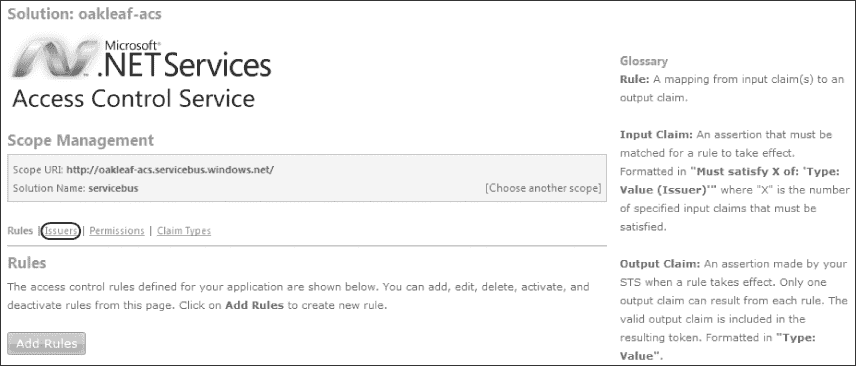 Solution: oakleaf-acs
Microsoft®
.NET Services
Access Control Service
Scope Management
Scope URI: http://oakleaf-acs.servicebus.windows.net/
Solution Name: servicebus
[Choose another scope]
Rules | Issuers | Permissions | Claim Types
Rules
The access control rules defined for your application are shown below. You can add, edit, delete, activate, and
deactivate rules from this page. Click on Add Rules to create new rule.
Add Rules
Glossary
Rule: A mapping from input claim(s) to an
output claim.
Input Claim: An assertion that must be
matched for a rule to take effect.
Formatted in "Must satisfy X of: 'Type:
Value (Issuer)'" where "X" is the number
of specified input claims that must be
satisfied.
Output Claim: An assertion made by your
STS when a rule takes effect. Only one
output claim can result from each rule. The
valid output claim is included in the
resulting token. Formatted in "Type:
Value".